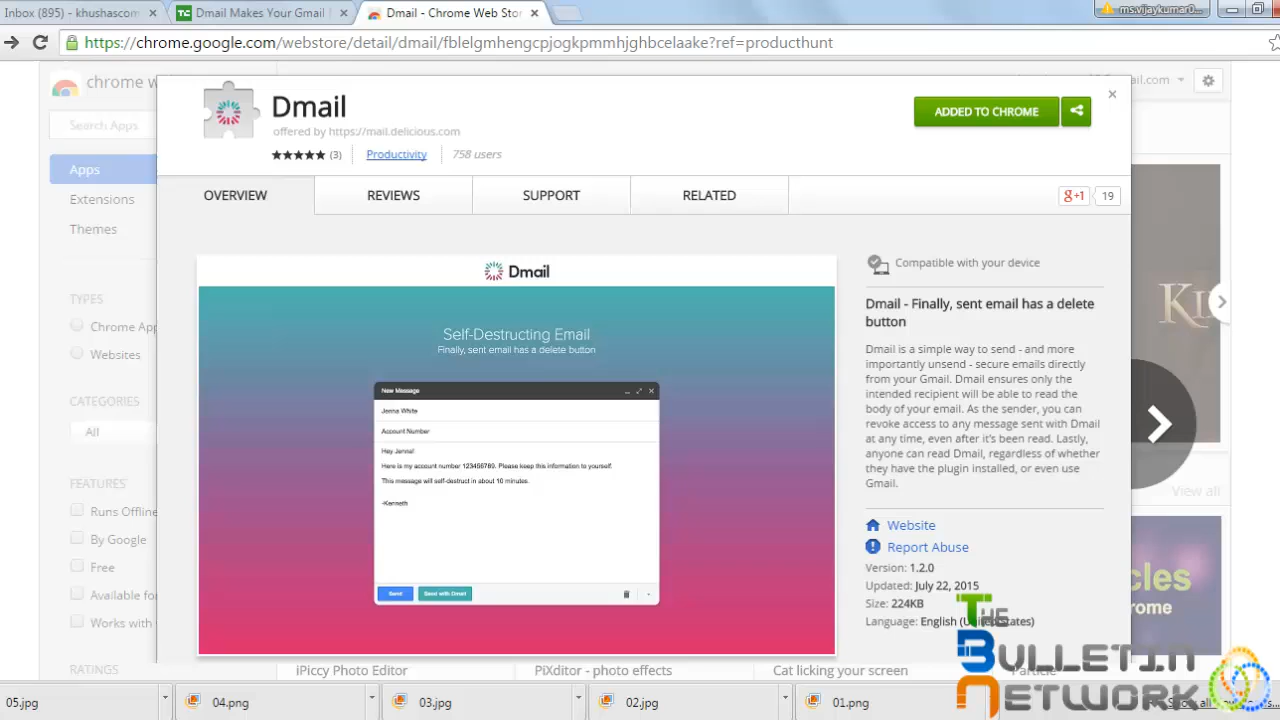 Inbox (895) - khushascom
Dmail Makes Your Gmail
Dmail - Chrome Web Stor
ms.vijaykumar0...
https://chrome.google.com/webstore/detail/dmail/fblelgmhengcpjogkpmmhjghbcelaake?ref=producthunt
chrome w
.com
Search Apps
Apps
Extensions
Themes
TYPES
Chrome App
Websites
CATEGORIES
All
FEATURES
Runs Offline
By Google
Free
Available fo
Works with
RATINGS
Dmail
offered by https://mail.delicious.com
(3)
Productivity
758 users
ADDED TO CHROME
OVERVIEW
REVIEWS
SUPPORT
RELATED
g+1
19
Dmail
Self-Destructing Email
Finally, sent email has a delete button
New Message
Jenna White
Account Number
Hey Jenna!
Here is my account number 123456789. Please keep this information to yourself.
This message will self-destruct in about 10 minutes.
-Kenneth
Send
Send with Dmail
Compatible with your device
Dmail - Finally, sent email has a delete
button
Dmail is a simple way to send - and more
importantly unsend - secure emails directly
from your Gmail. Dmail ensures only the
intended recipient will be able to read the
body of your email. As the sender, you can
revoke access to any message sent with Dmail
at any time, even after it's been read. Lastly,
anyone can read Dmail, regardless of whether
they have the plugin installed, or even use
Gmail.
Website
Report Abuse
Version: 1.2.0
Updated: July 22, 2015
Size: 224KB
Language: English (United States)
View all
cles
rome
iPiccy Photo Editor
PiXditor - photo effects
Cat licking your screen
Particle
THE
BULLETIN
NETWORK
05.jpg
04.png
03.jpg
02.jpg
01.png